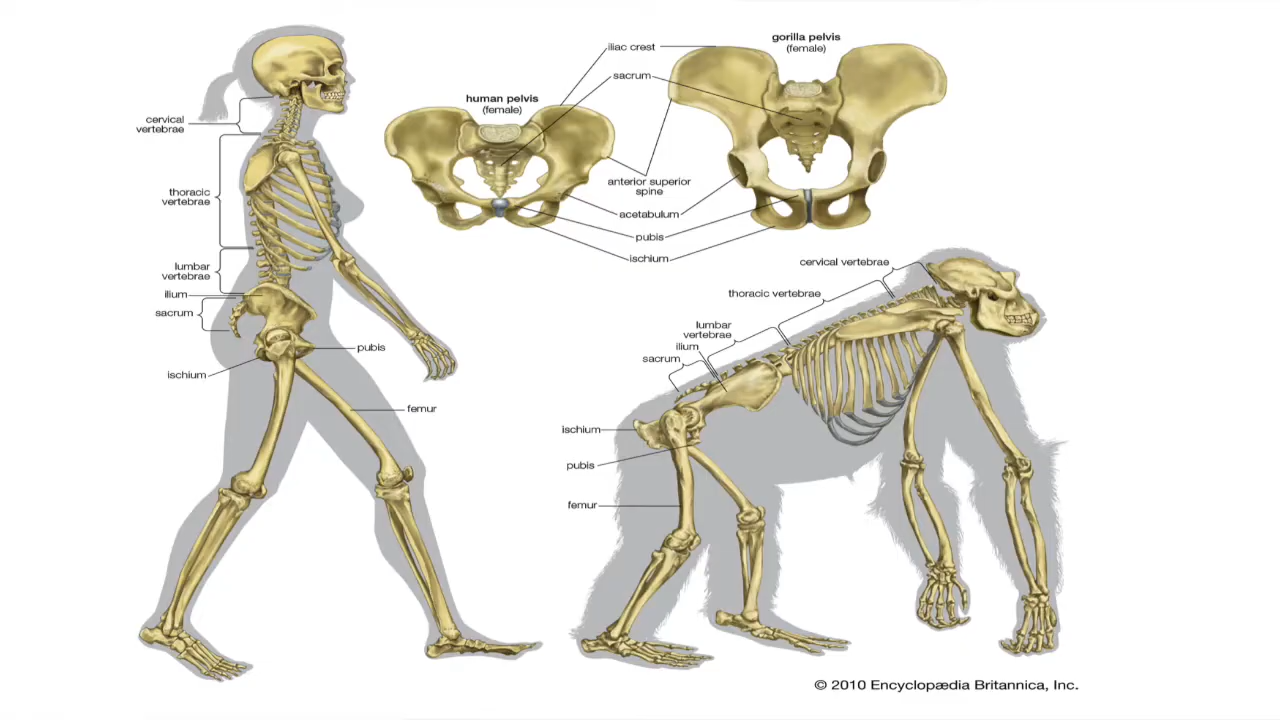 gorilla pelvis
(female)
iliac crest
sacrum
human pelvis
(female)
cervical
vertebrae
thoracic
vertebrae
anterior superior
spine
acetabulum
pubis
ischium
lumbar
vertebrae
ilium
sacrum
pubis
ischium
femur
cervical vertebrae
thoracic vertebrae
lumbar
vertebrae
ilium
sacrum
ischium
pubis
femur
© 2010 Encyclopædia Britannica, Inc.